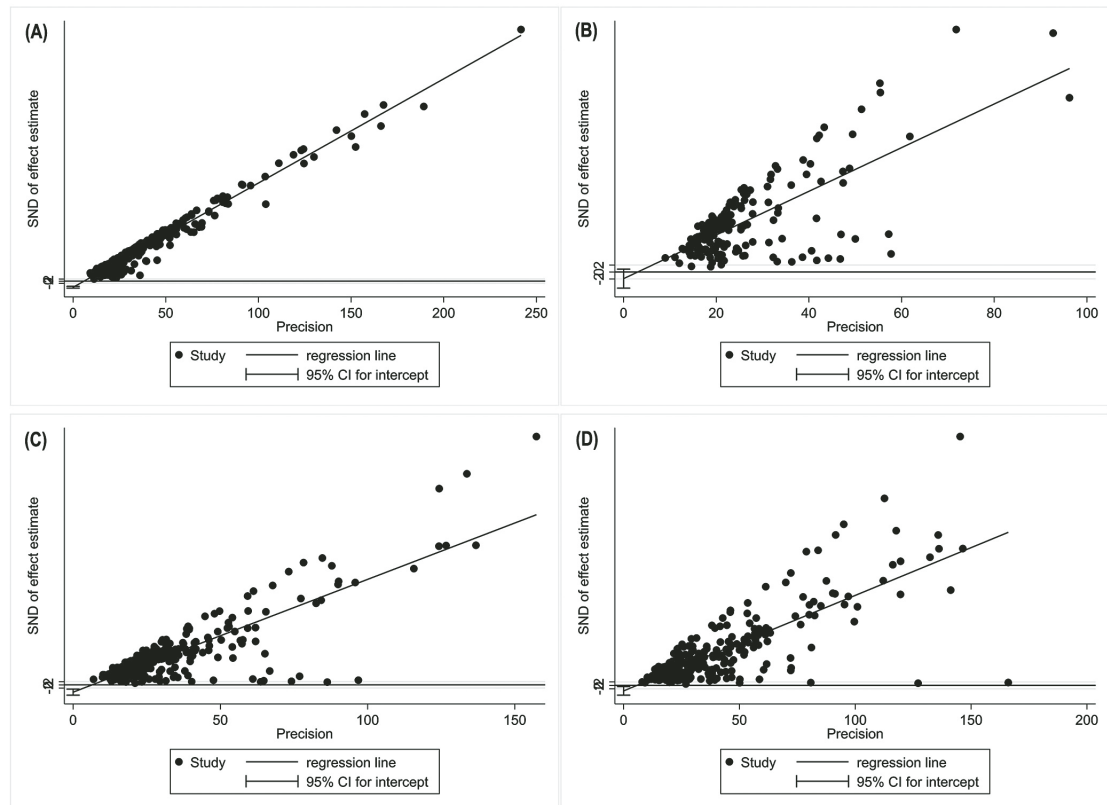 (A)
SND of effect estimate
0 50 100 150 200 250
Precision
Study regression line
95% CI for intercept
(B)
SND of effect estimate
-2 0 2
0 20 40 60 80 100
Precision
Study regression line
95% CI for intercept
(C)
SND of effect estimate
0 50 100 150
Precision
Study regression line
95% CI for intercept
(D)
SND of effect estimate
0 50 100 150 200
Precision
Study regression line
95% CI for intercept